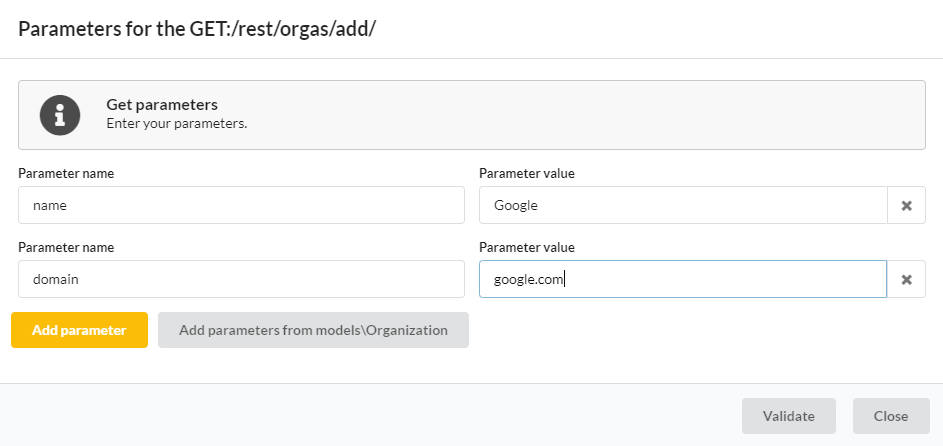 Parameters for the GET:/rest/orgas/add/
Get parameters
Enter your parameters.
Parameter name Parameter value
name Google
Parameter name Parameter value
domain google.com
Add parameter Add parameters from models\Organization
Validate Close